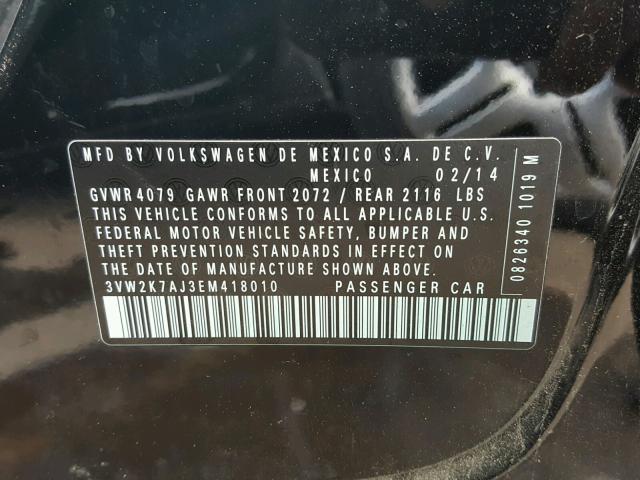 MFD BY VOLKSWAGEN DE MEXICO S.A. DE C.V.
MEXICO 02/14
GVWR 4079 GAWR FRONT 2072 / REAR 2116 LBS
THIS VEHICLE CONFORMS TO ALL APPLICABLE U.S.
FEDERAL MOTOR VEHICLE SAFETY, BUMPER AND
THEFT PREVENTION STANDARDS IN EFFECT ON
THE DATE OF MANUFACTURE SHOWN ABOVE.
3VW2K7AJ3EM418010 PASSENGER CAR
0826340 1019 M